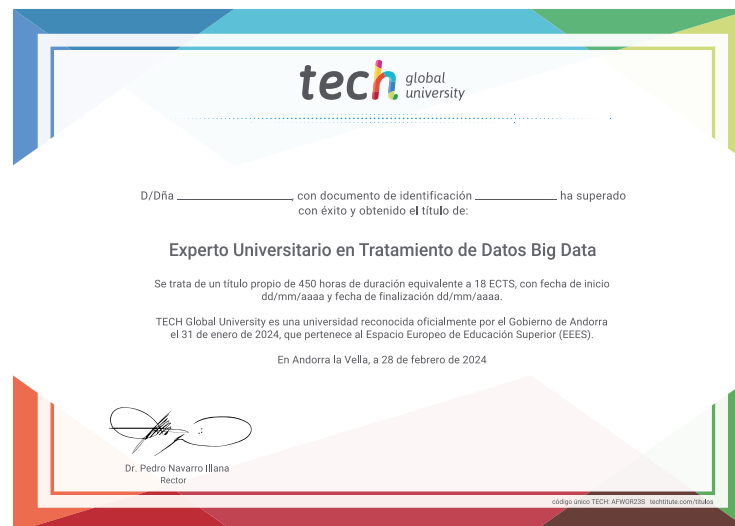 tech global university
D/Dña ____________, con documento de identificación ____________ ha superado
con éxito y obtenido el título de:
Experto Universitario en Tratamiento de Datos Big Data
Se trata de un título propio de 450 horas de duración equivalente a 18 ECTS, con fecha de inicio
dd/mm/aaaa y fecha de finalización dd/mm/aaaa.
TECH Global University es una universidad reconocida oficialmente por el Gobierno de Andorra
el 31 de enero de 2024, que pertenece al Espacio Europeo de Educación Superior (EEES).
En Andorra la Vella, a 28 de febrero de 2024
Dr. Pedro Navarro Illana
Rector
código único TECH: AFWOR23S techtitute.com/titulos